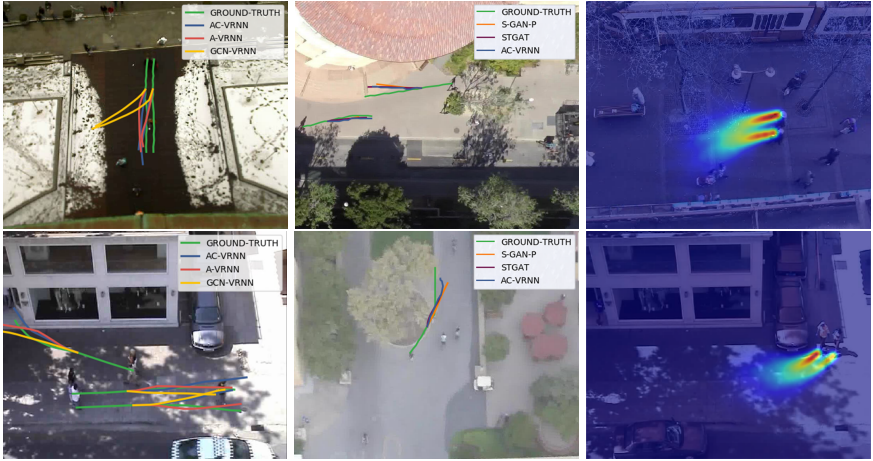 GROUND-TRUTH
AC-VRNN
A-VRNN
GCN-VRNN
GROUND-TRUTH
S-GAN-P
STGAT
AC-VRNN
GROUND-TRUTH
AC-VRNN
A-VRNN
GCN-VRNN
GROUND-TRUTH
S-GAN-P
STGAT
AC-VRNN